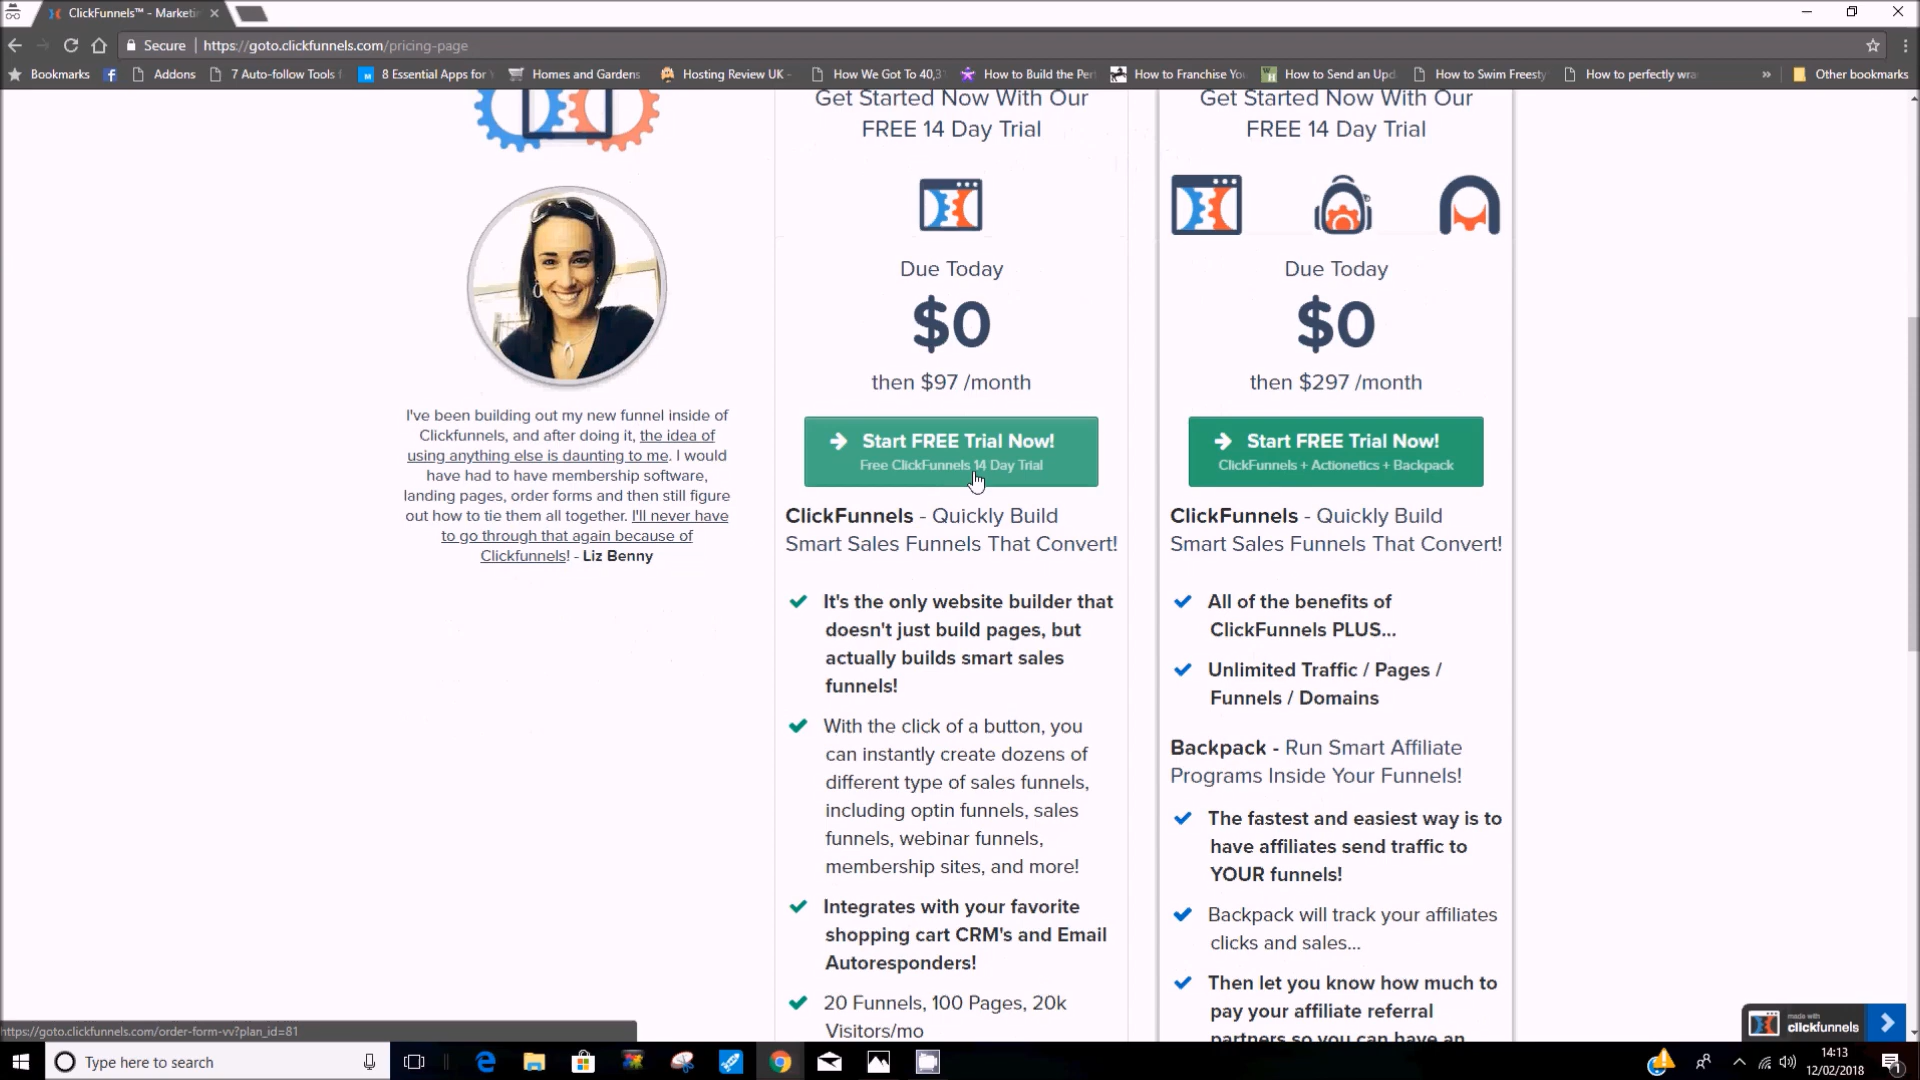 ClickFunnels™ - Marketi
Secure
https://goto.clickfunnels.com/pricing-page
Bookmarks
Addons
7 Auto-follow Tools f
8 Essential Apps for
Homes and Gardens
Hosting Review UK -
How We Got To 40,3
How to Build the Per
How to Franchise Yo
How to Send an Upd
How to Swim Freesty
How to perfectly wra
»
Other bookmarks
I've been building out my new funnel inside of
Clickfunnels, and after doing it, the idea of
using anything else is daunting to me. I would
have had to have membership software,
landing pages, order forms and then still figure
out how to tie them all together. I'll never have
to go through that again because of
Clickfunnels! - Liz Benny
Get Started Now With Our
FREE 14 Day Trial
Due Today
$0
then $97 /month
Start FREE Trial Now!
Free ClickFunnels 14 Day Trial
ClickFunnels - Quickly Build
Smart Sales Funnels That Convert!
It's the only website builder that
doesn't just build pages, but
actually builds smart sales
funnels!
With the click of a button, you
can instantly create dozens of
different type of sales funnels,
including optin funnels, sales
funnels, webinar funnels,
membership sites, and more!
Integrates with your favorite
shopping cart CRM's and Email
Autoresponders!
20 Funnels, 100 Pages, 20k
Visitors/mo
Get Started Now With Our
FREE 14 Day Trial
Due Today
$0
then $297 /month
Start FREE Trial Now!
ClickFunnels + Actionetics + Backpack
ClickFunnels - Quickly Build
Smart Sales Funnels That Convert!
All of the benefits of
ClickFunnels PLUS...
Unlimited Traffic / Pages /
Funnels / Domains
Backpack - Run Smart Affiliate
Programs Inside Your Funnels!
The fastest and easiest way is to
have affiliates send traffic to
YOUR funnels!
Backpack will track your affiliates
clicks and sales...
Then let you know how much to
pay your affiliate referral
partners so you can have an
made with
clickfunnels
https://goto.clickfunnels.com/order-form-vv?plan_id=81
Type here to search
14:13
12/02/2018
1